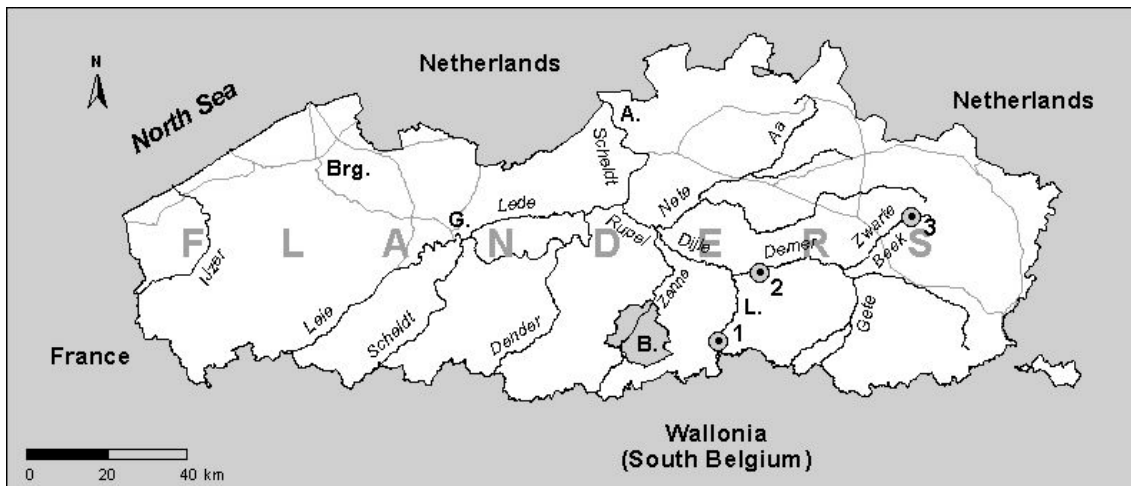 N
North Sea
Netherlands
Netherlands
A.
Scheldt
Aa
Brg.
Lede
Nete
G.
Rupel
Dijle
Demer
Zwarte
Beek
3
FLANDERS
IJzer
2
Leie
Scheldt
Dender
Zenne
L.
Gete
1
B.
France
Wallonia
(South Belgium)
0 20 40 km